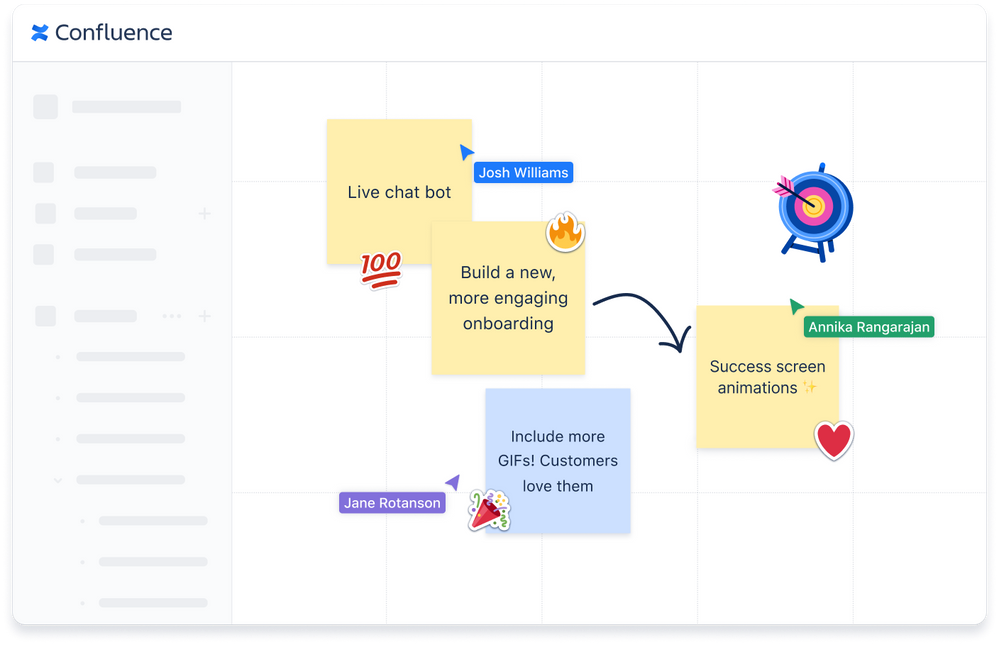 Confluence
Live chat bot
Josh Williams
100
Build a new,
more engaging
onboarding
Annika Rangarajan
Success screen
animations ✨
Include more
GIFs! Customers
love them
Jane Rotanson